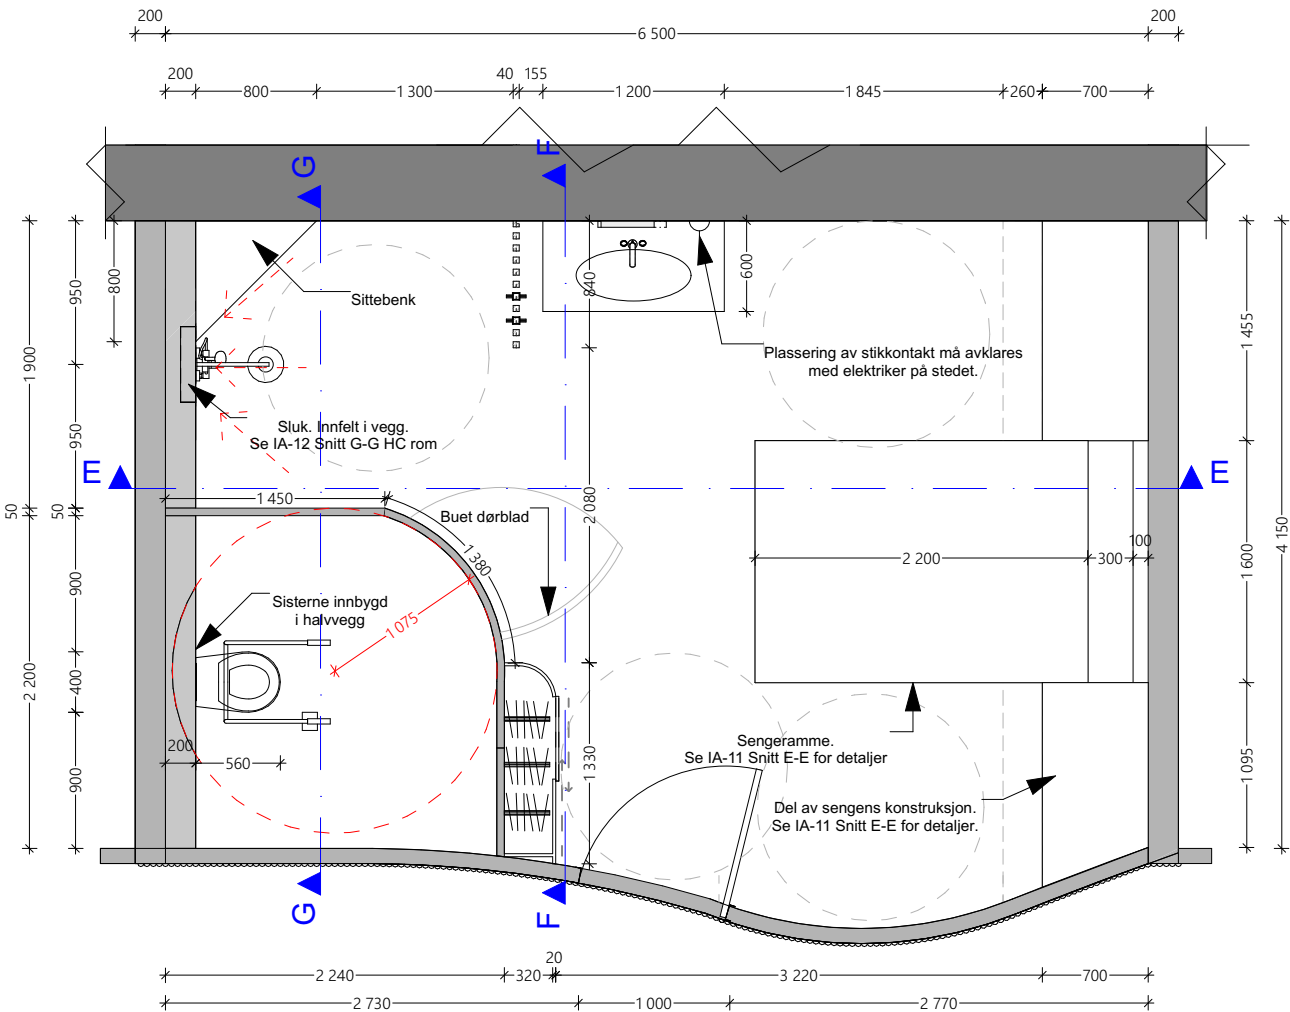 200
6 500
200
200
800
1 300
40
155
1 200
1 845
260
700
G
F
800
950
1 900
950
50
50
900
400
2 200
900
Sittebenk
840
600
Plassering av stikkontakt må avklares
med elektriker på stedet.
1 455
4 150
Sluk. Innfelt i vegg.
Se IA-12 Snitt G-G HC rom
E
E
1 450
Buet dørblad
2 080
1 380
2 200
300
100
1 600
Sisterne innbygd
i halvvegg
1 075
200
560
1 330
Sengeramme.
Se IA-11 Snitt E-E for detaljer
Del av sengens konstruksjon.
Se IA-11 Snitt E-E for detaljer.
1 095
G
F
2 240
320
20
3 220
700
2 730
1 000
2 770